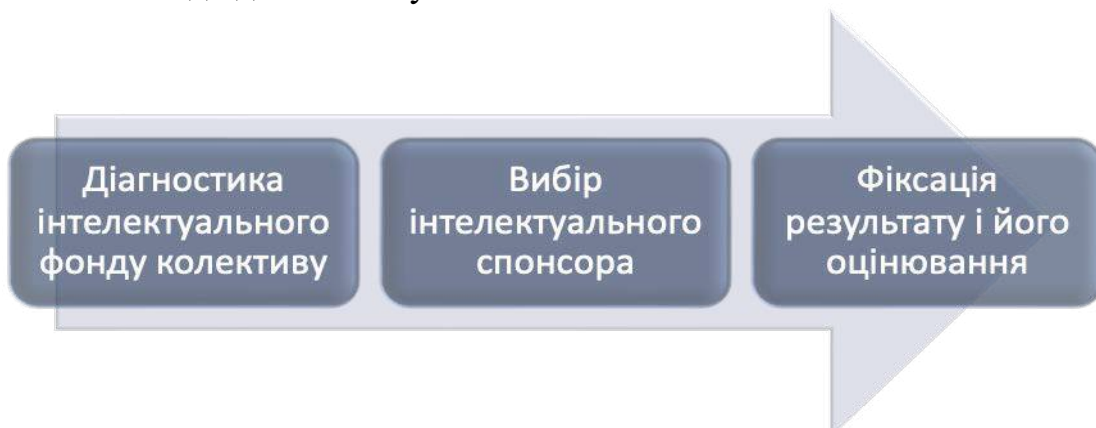 Діагностика
інтелектуального
фонду колективу
Вибір
інтелектуального
спонсора
Фіксація
результату і його
оцінювання